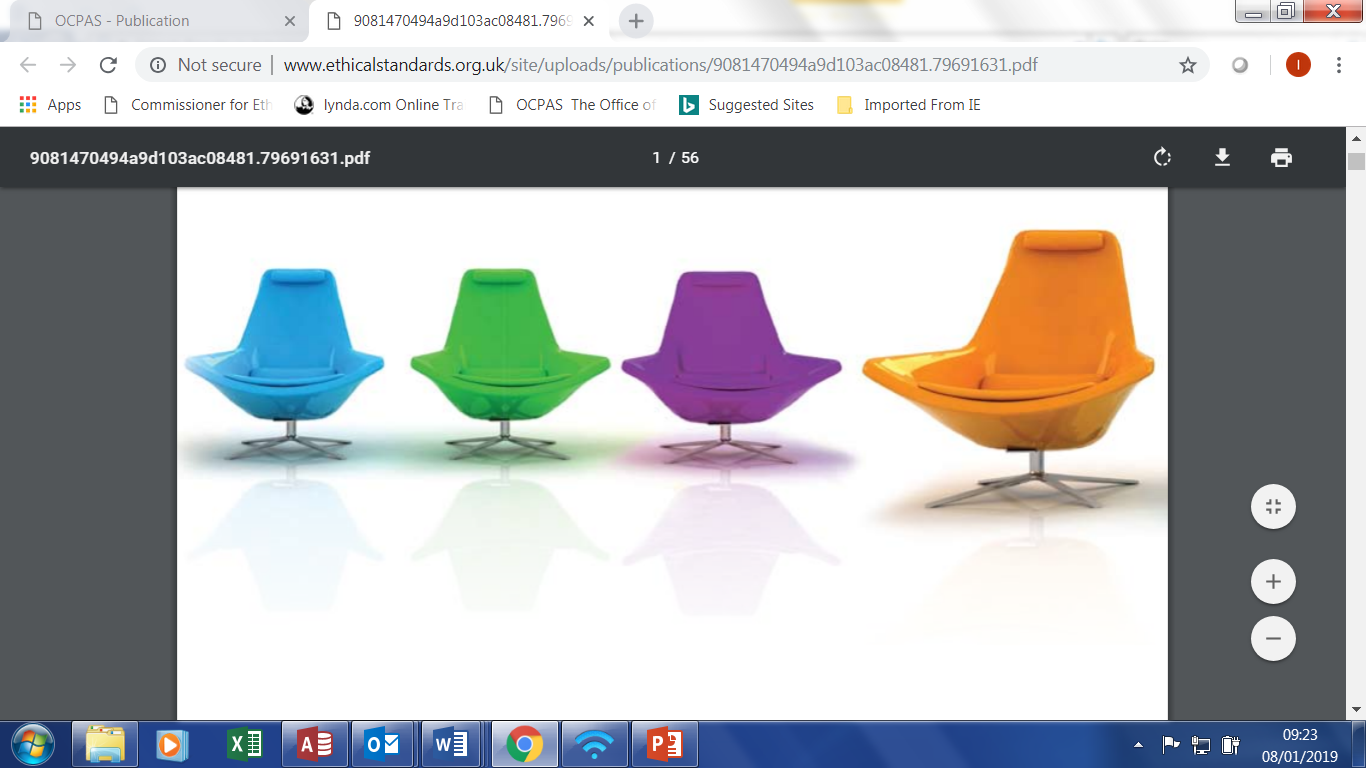 OCPAS - Publication
9081470494a9d103ac08481.7969
Not secure | www.ethicalstandards.org.uk/site/uploads/publications/9081470494a9d103ac08481.79691631.pdf
I
Apps Commissioner for Eth lynda.com Online Tra OCPAS The Office of Suggested Sites Imported From IE
9081470494a9d103ac08481.79691631.pdf 1 / 56
09:23
08/01/2019